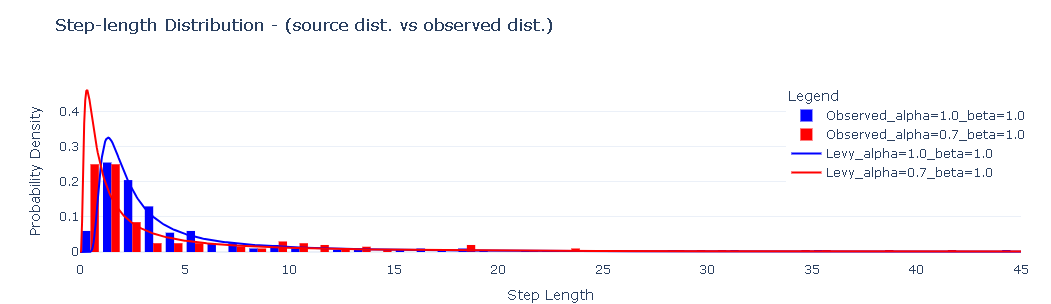 Step-length Distribution - (source dist. vs observed dist.)
Legend
Observed_alpha=1.0_beta=1.0
Observed_alpha=0.7_beta=1.0
Levy_alpha=1.0_beta=1.0
Levy_alpha=0.7_beta=1.0
Probability Density
0.4
0.3
0.2
0.1
0
0 5 10 15 20 25 30 35 40 45
Step Length